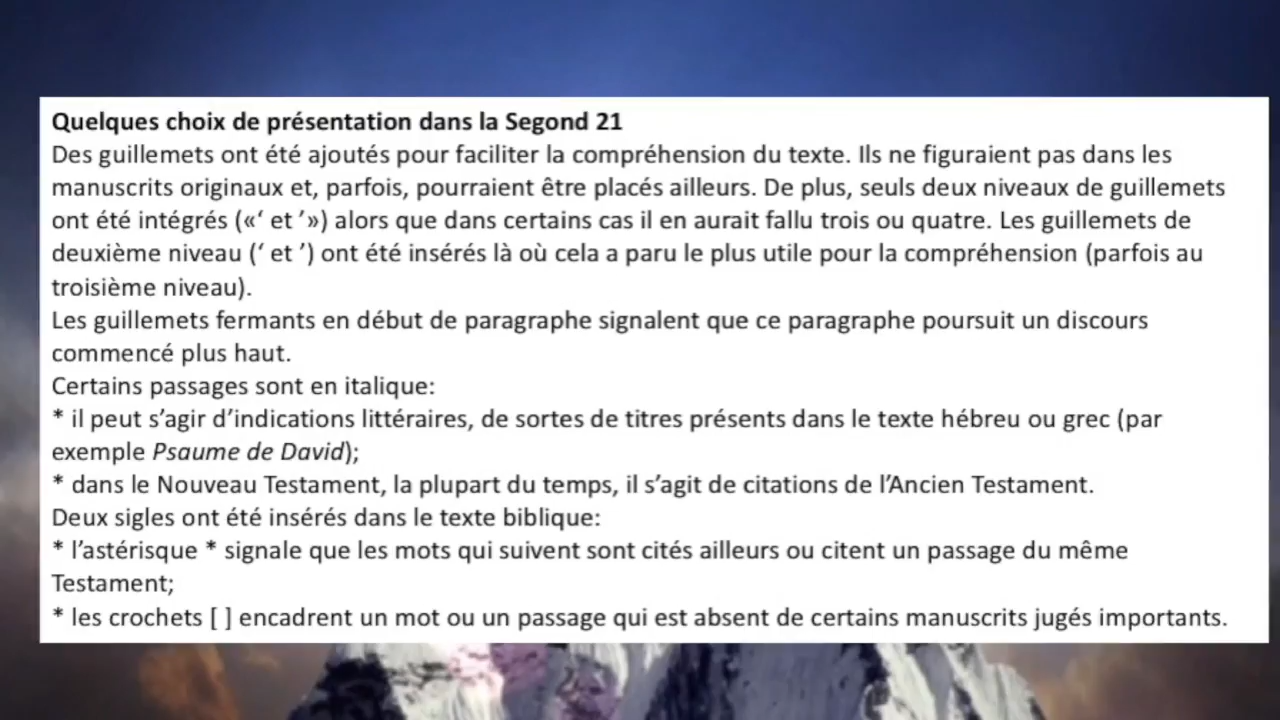 Quelques choix de présentation dans la Segond 21
Des guillemets ont été ajoutés pour faciliter la compréhension du texte. Ils ne figuraient pas dans les
manuscrits originaux et, parfois, pourraient être placés ailleurs. De plus, seuls deux niveaux de guillemets
ont été intégrés («‘ et ’») alors que dans certains cas il en aurait fallu trois ou quatre. Les guillemets de
deuxième niveau (‘ et ’) ont été insérés là où cela a paru le plus utile pour la compréhension (parfois au
troisième niveau).
Les guillemets fermants en début de paragraphe signalent que ce paragraphe poursuit un discours
commencé plus haut.
Certains passages sont en italique:
* il peut s’agir d’indications littéraires, de sortes de titres présents dans le texte hébreu ou grec (par
exemple Psaume de David);
* dans le Nouveau Testament, la plupart du temps, il s’agit de citations de l’Ancien Testament.
Deux sigles ont été insérés dans le texte biblique:
* l’astérisque * signale que les mots qui suivent sont cités ailleurs ou citent un passage du même
Testament;
* les crochets [ ] encadrent un mot ou un passage qui est absent de certains manuscrits jugés importants.